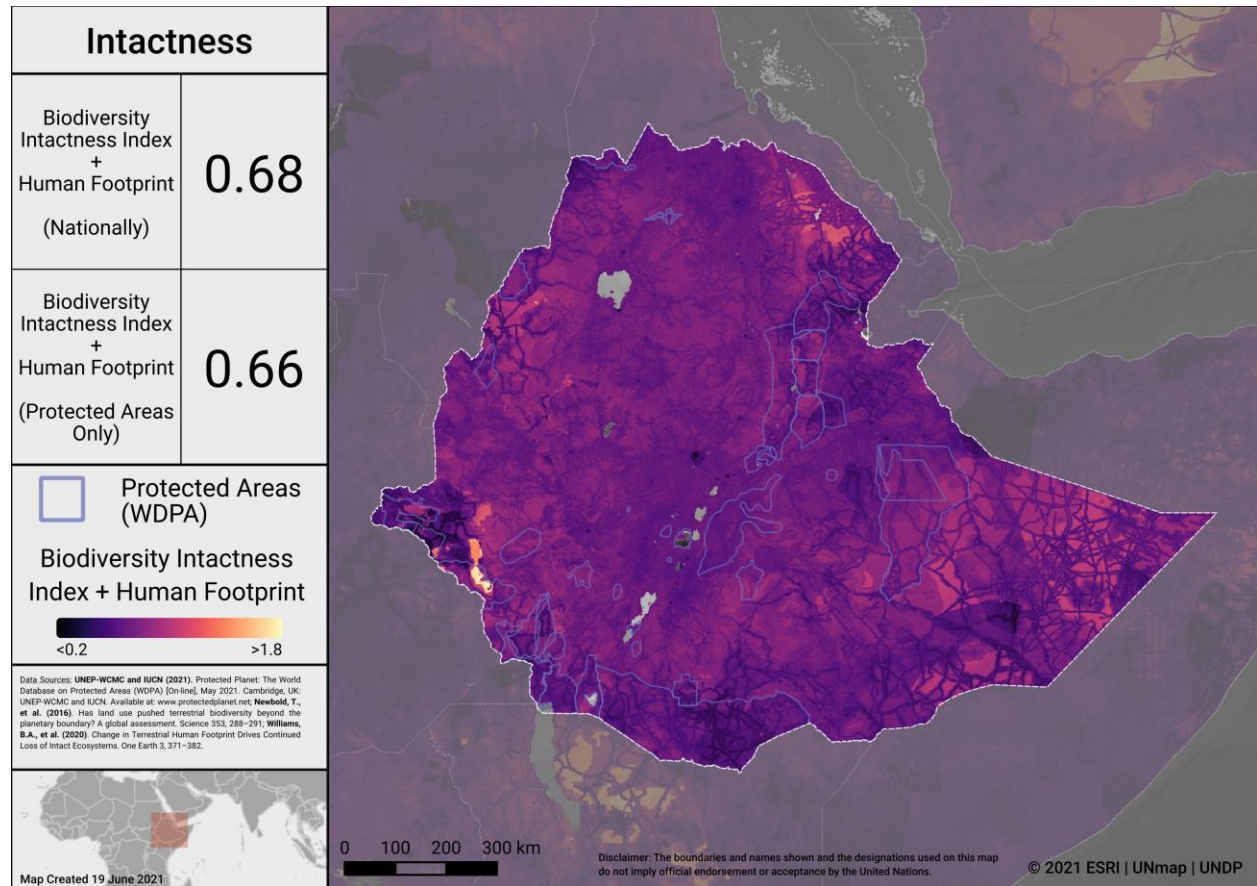 Intactness
Biodiversity
Intactness Index
+
Human Footprint
(Nationally)
0.68
Biodiversity
Intactness Index
+
Human Footprint
(Protected Areas
Only)
0.66
Protected Areas
(WDPA)
Biodiversity Intactness
Index + Human Footprint
<0.2
>1.8
Data Sources: UNEP-WCMC and IUCN (2021). Protected Planet: The World
Database on Protected Areas (WDPA) [On-line], May 2021. Cambridge, UK:
UNEP-WCMC and IUCN. Available at: www.protectedplanet.net; Newbold, T.,
et al. (2016). Has land use pushed terrestrial biodiversity beyond the
planetary boundary? A global assessment. Science 353, 288–291; Williams,
B.A., et al. (2020). Change in Terrestrial Human Footprint Drives Continued
Loss of Intact Ecosystems. One Earth 3, 371–382.
Map Created 19 June 2021
0 100 200 300 km
Disclaimer: The boundaries and names shown and the designations used on this map
do not imply official endorsement or acceptance by the United Nations.
© 2021 ESRI | UNmap | UNDP